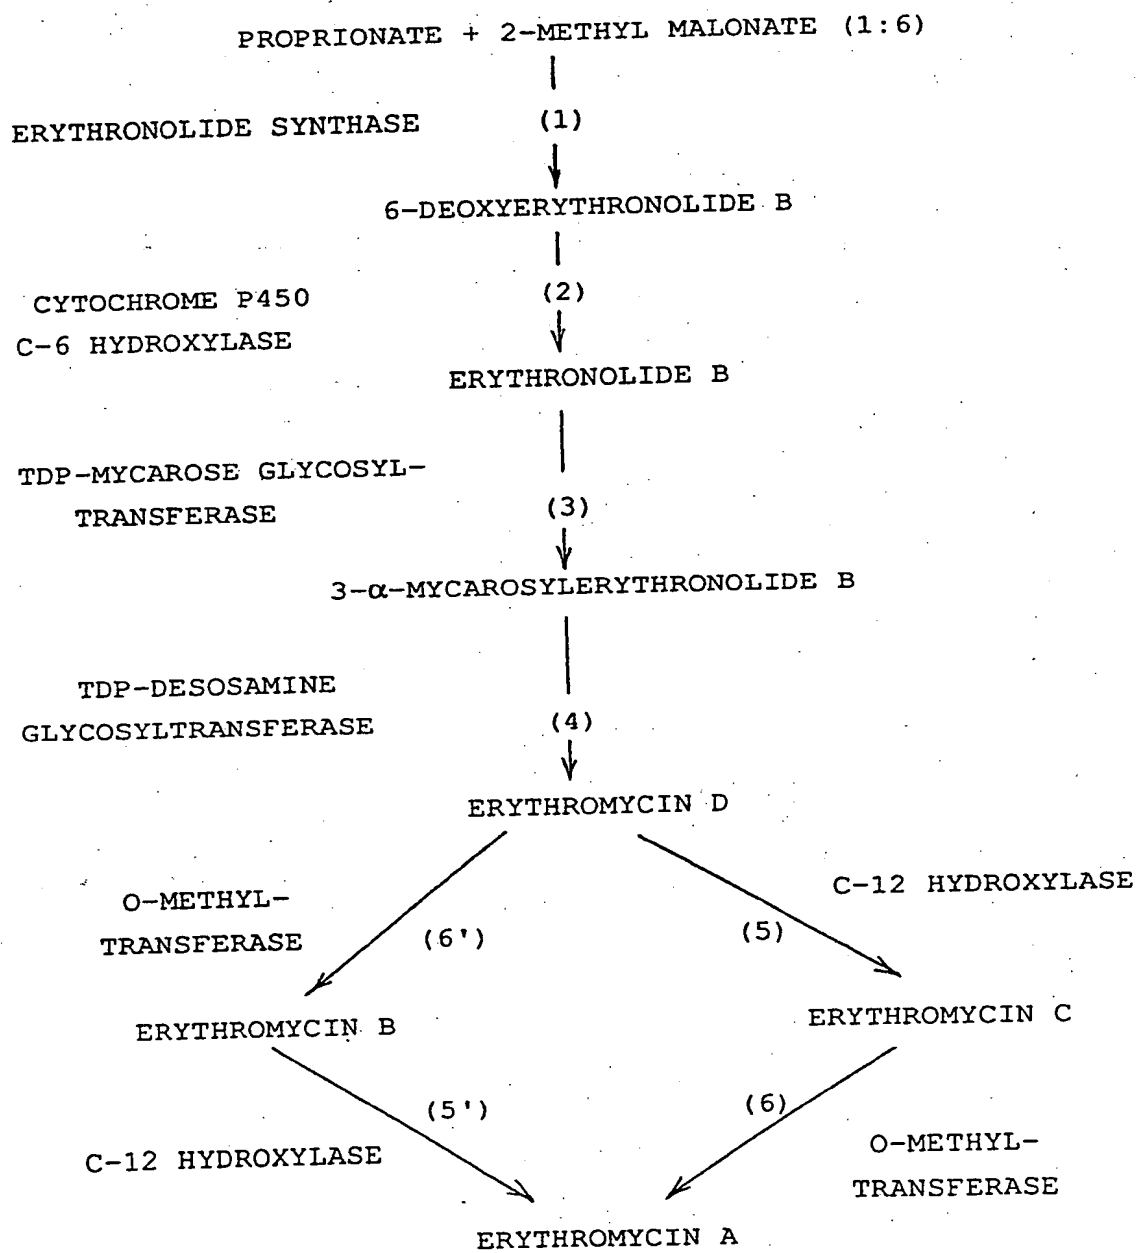 PROPRIONATE + 2-METHYL MALONATE (1:6)
ERYTHRONOLIDE SYNTHASE (1)
6-DEOXYERYTHRONOLIDE B
CYTOCHROME P450 (2)
C-6 HYDROXYLASE
ERYTHRONOLIDE B
TDP-MYCAROSE GLYCOSYL-
TRANSFERASE (3)
3-α-MYCAROSYLERYTHRONOLIDE B
TDP-DESOSAMINE
GLYCOSYLTRANSFERASE (4)
ERYTHROMYCIN D
O-METHYL-
TRANSFERASE
(6')
C-12 HYDROXYLASE
(5)
ERYTHROMYCIN B
ERYTHROMYCIN C
(5')
C-12 HYDROXYLASE
(6)
O-METHYL-
TRANSFERASE
ERYTHROMYCIN A